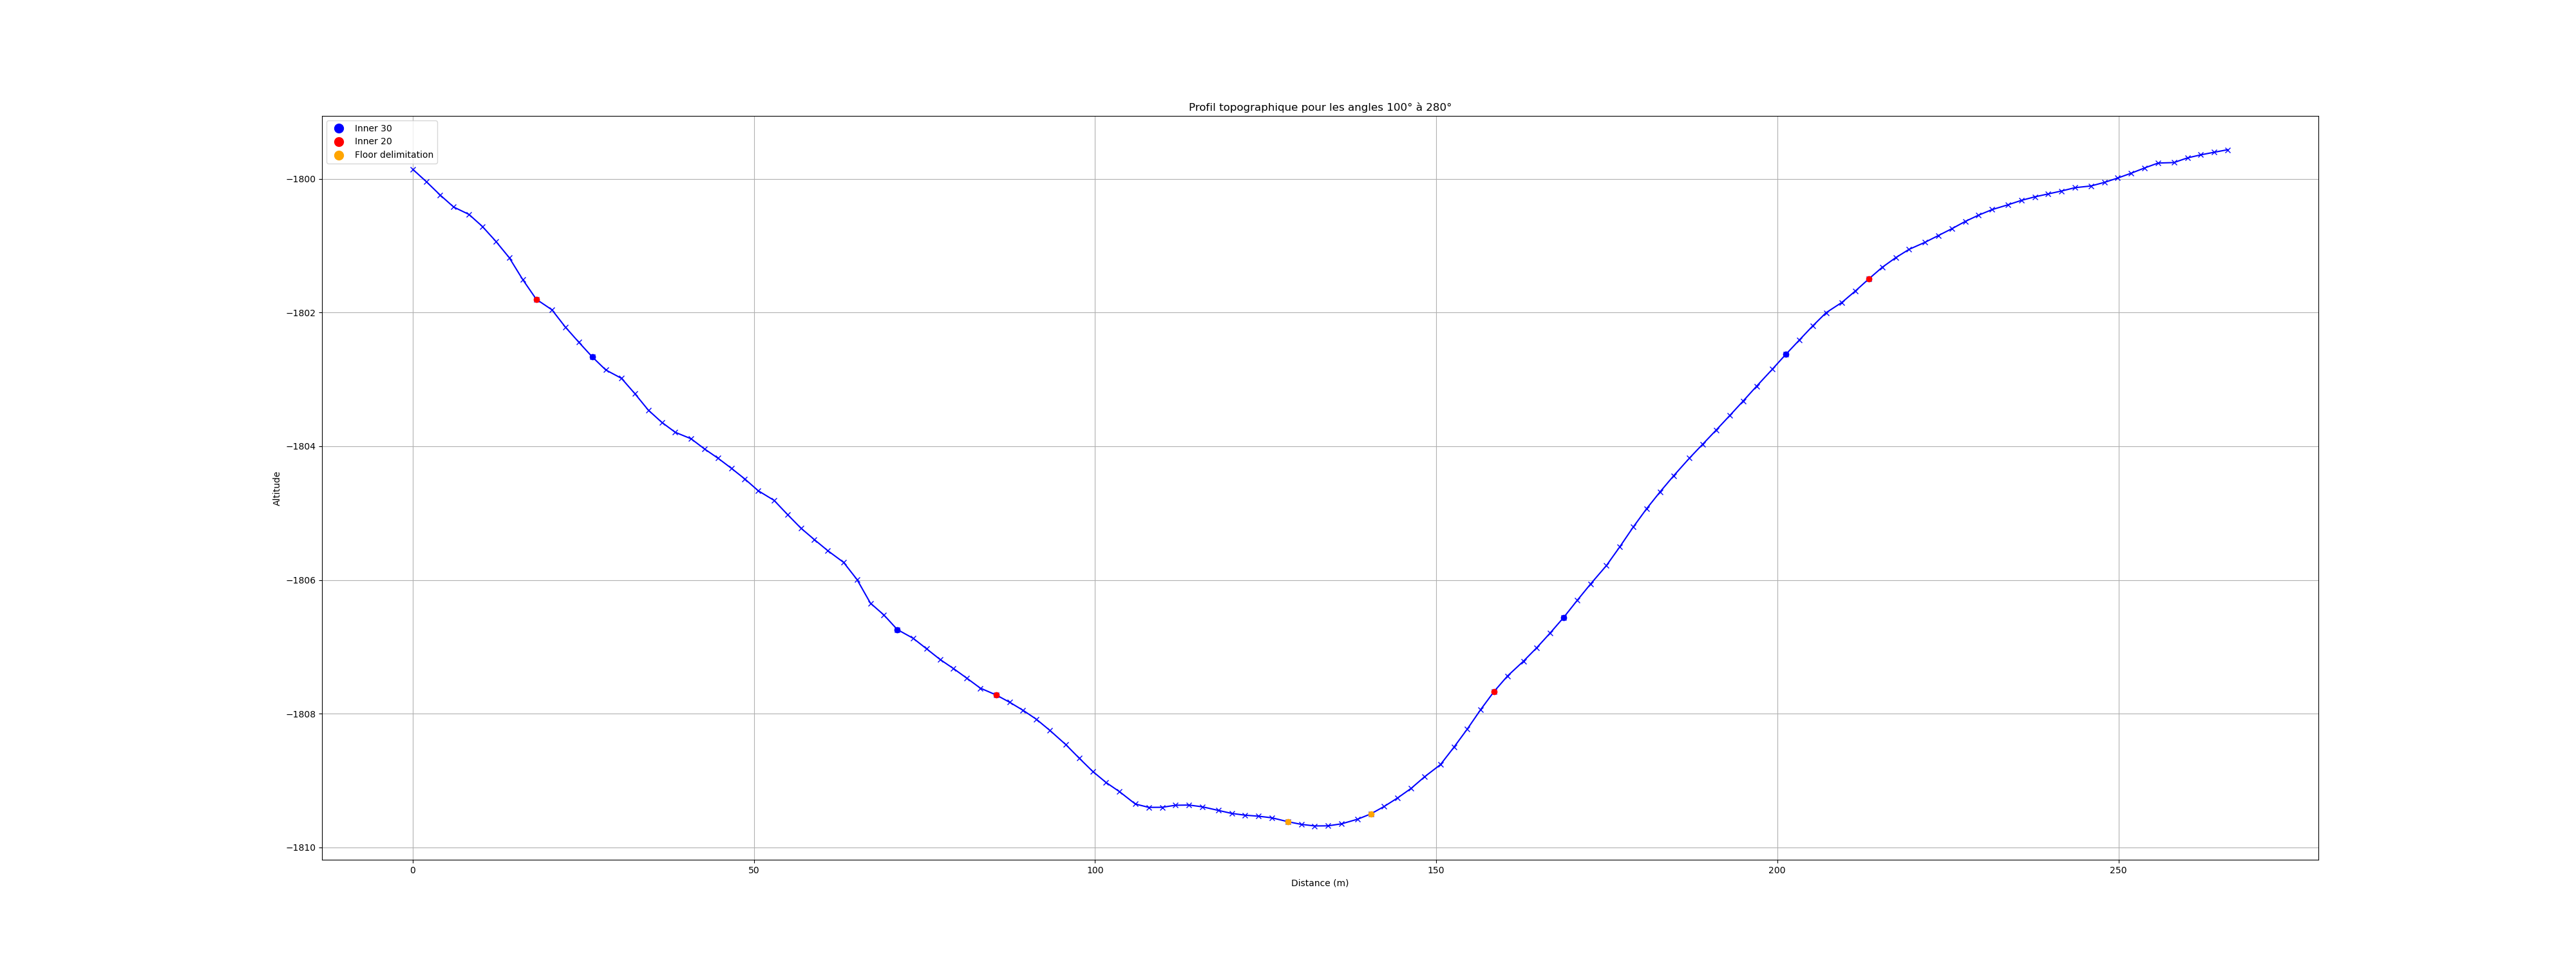 Profil topographique pour les angles 100° à 280°
Inner 30
Inner 20
Floor delimitation
−1800
−1802
−1804
−1806
−1808
−1810
Altitude
0
50
100
150
200
250
Distance (m)